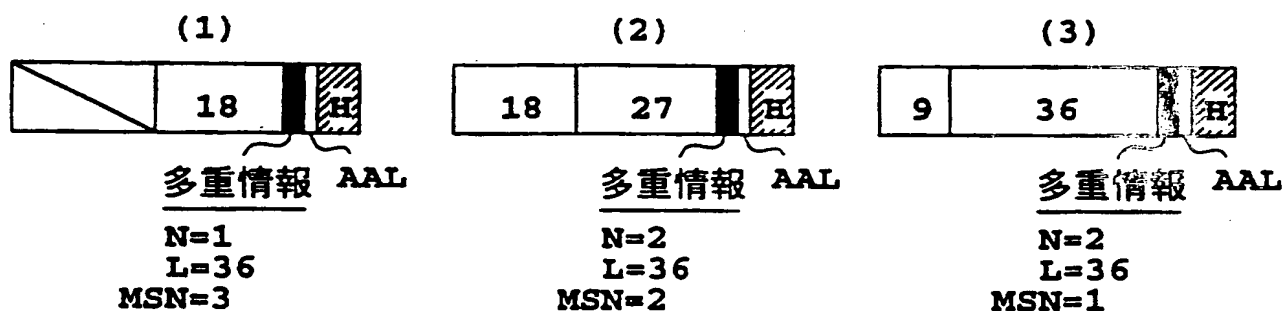 (1) (2) (3)
18 H 18 27 H 9 36 H
多重情報 AAL 多重情報 AAL 多重情報 AAL
N=1 N=2 N=2
L=36 L=36 L=36
MSN=3 MSN=2 MSN=1